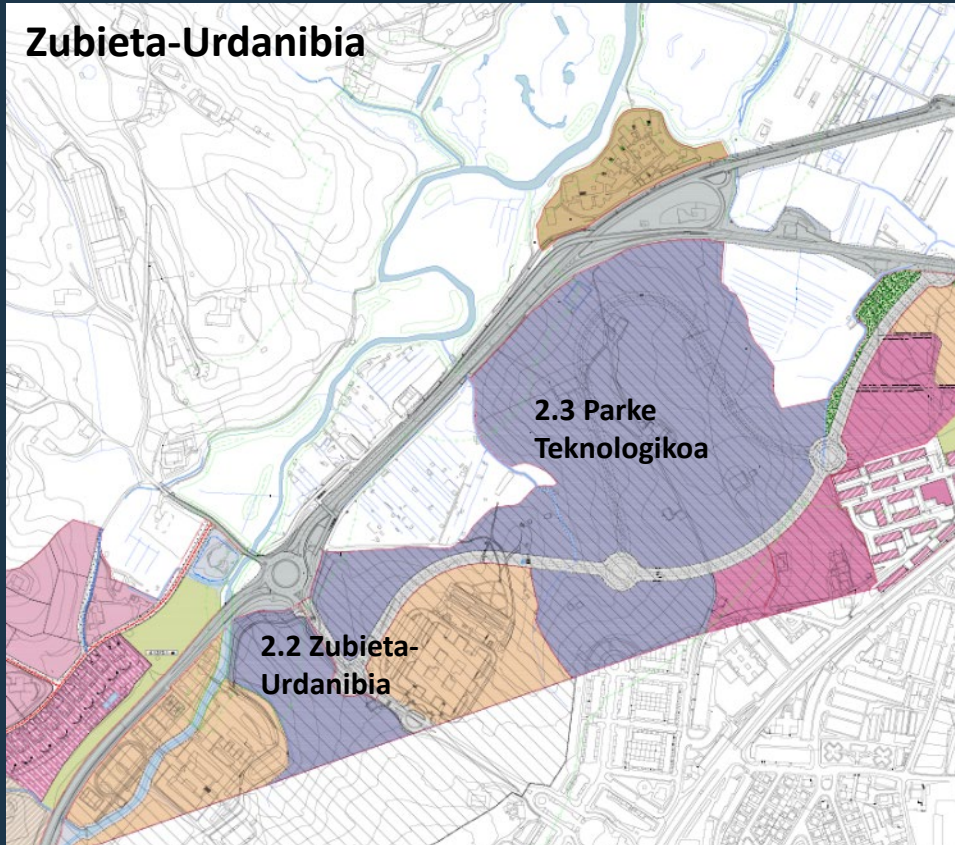 Zubieta-Urdanibia
2.3 Parke
Teknologikoa
2.2 Zubieta-
Urdanibia